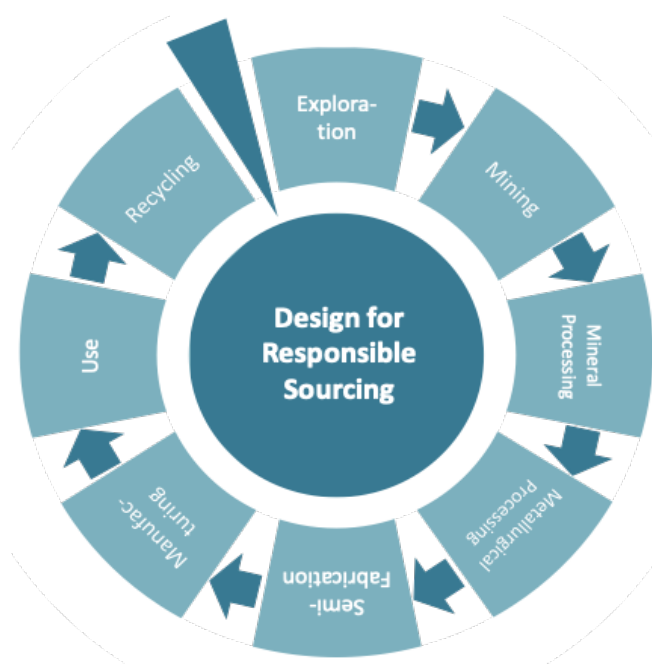 Explora-
tion
Mining
Mineral
Processing
Metallurgical
Processing
Semi-
Fabrication
Manufac-
turing
Use
Recycling
Design for
Responsible
Sourcing